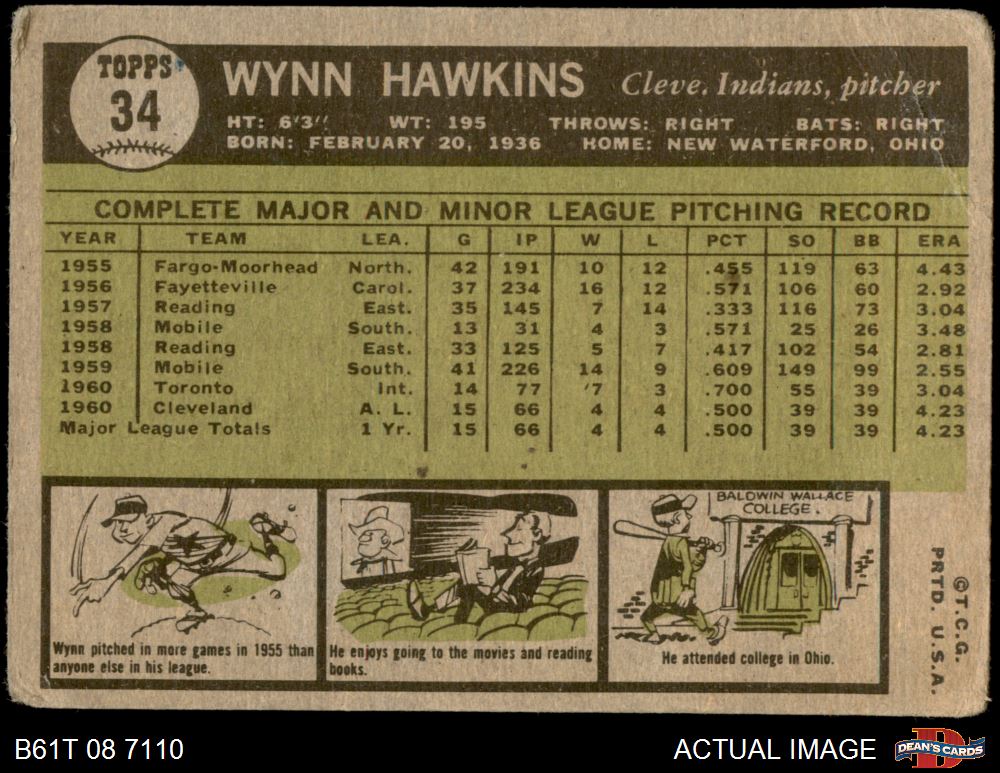 TOPPS
34
WYNN HAWKINS Cleve. Indians, pitcher
HT: 6'3" WT: 195 THROWS: RIGHT BATS: RIGHT
BORN: FEBRUARY 20, 1936 HOME: NEW WATERFORD, OHIO
COMPLETE MAJOR AND MINOR LEAGUE PITCHING RECORD
YEAR TEAM LEA. G IP W L PCT SO BB ERA
1955 Fargo-Moorhead North. 42 191 10 12 .455 119 63 4.43
1956 Fayetteville Carol. 37 234 16 12 .571 106 60 2.92
1957 Reading East. 35 145 7 14 .333 116 73 3.04
1958 Mobile South. 13 31 4 3 .571 25 26 3.48
1958 Reading East. 33 125 5 7 .417 102 54 2.81
1959 Mobile South. 41 226 14 9 .609 149 99 2.55
1960 Toronto Int. 14 77 7 3 .700 55 39 3.04
1960 Cleveland A. L. 15 66 4 4 .500 39 39 4.23
Major League Totals 1 Yr. 15 66 4 4 .500 39 39 4.23
Wynn pitched in more games in 1955 than
anyone else in his league.
He enjoys going to the movies and reading
books.
BALDWIN WALLACE
COLLEGE.
He attended college in Ohio.
©T.C.G.
PRTD. U.S.A.
B61T 08 7110
ACTUAL IMAGE
DEAN'S CARDS